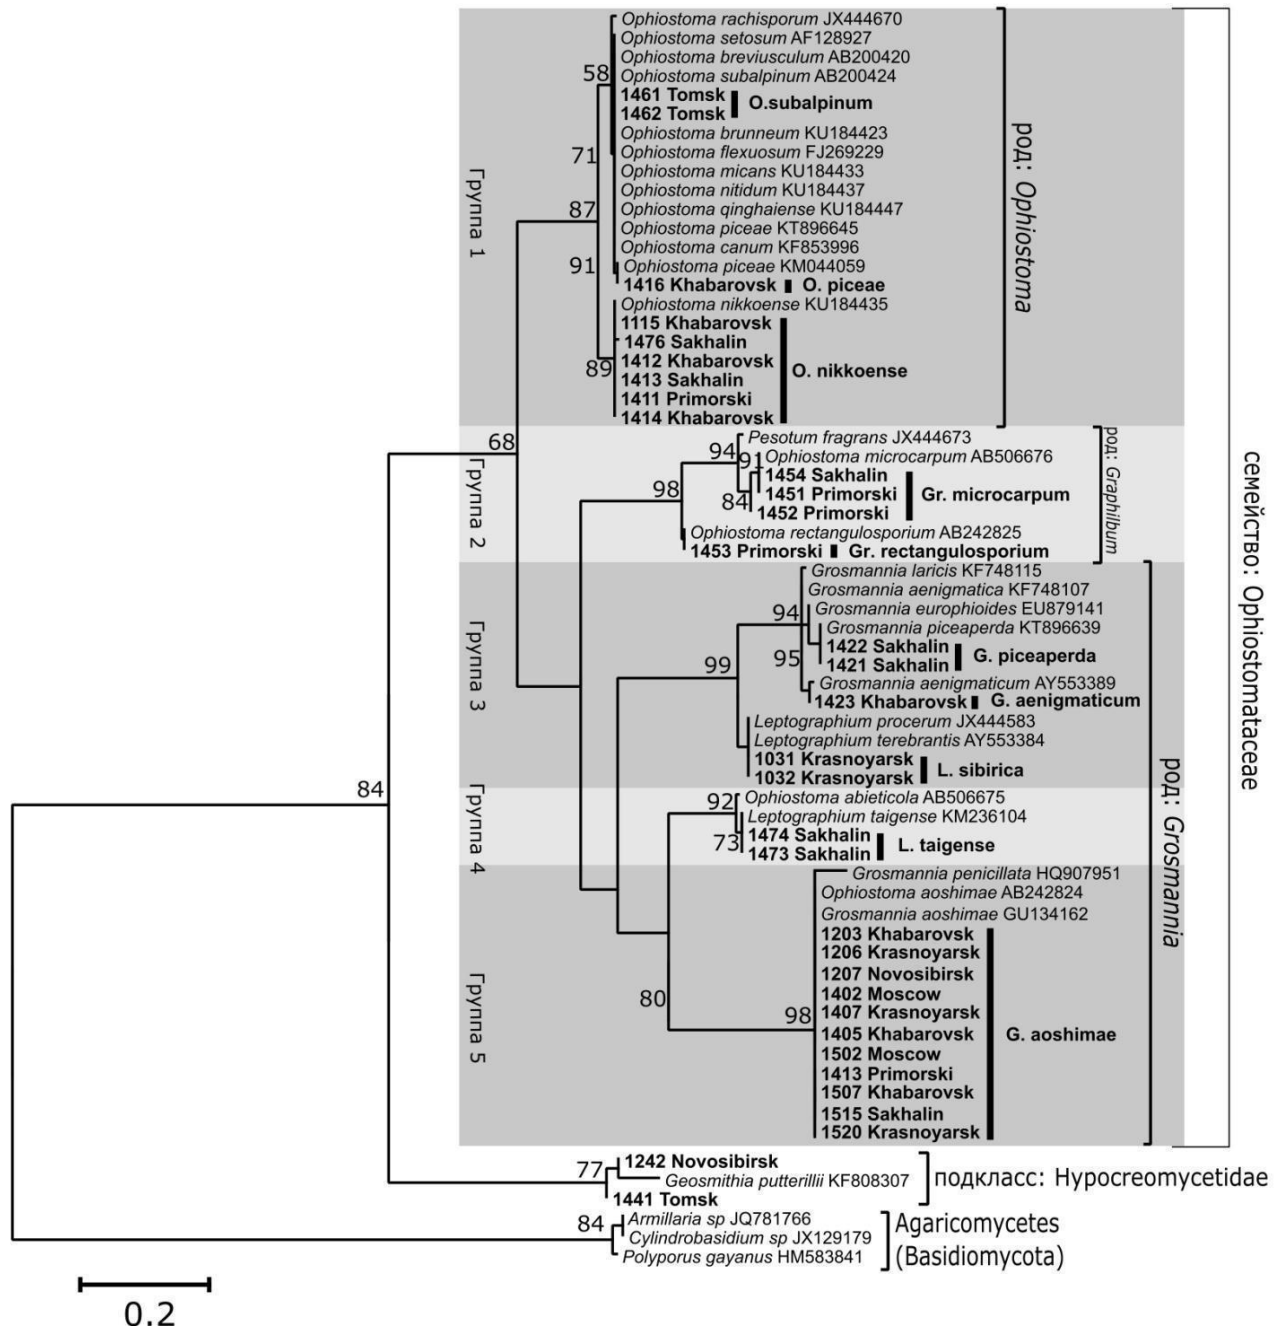 Ophiostoma rachisporum JX444670
Ophiostoma setosum AF128927
Ophiostoma breviusculum AB200420
58
Ophiostoma subalpinum AB200424
1461 Tomsk
O.subalpinum
1462 Tomsk
Ophiostoma brunneum KU184423
71
Ophiostoma flexuosum FJ269229
Ophiostoma micans KU184433
Ophiostoma nitidum KU184437
87
Ophiostoma qinghaiense KU184447
Ophiostoma piceae KT896645
Ophiostoma canum KF853996
91
Ophiostoma piceae KM044059
1416 Khabarovsk
O. piceae
Ophiostoma nikkoense KU184435
1115 Khabarovsk
1476 Sakhalin
1412 Khabarovsk
O. nikkoense
89
1413 Sakhalin
1411 Primorski
1414 Khabarovsk
Группа 1
род: Ophiostoma
68
Pesotum fragrans JX444673
94
91
Ophiostoma microcarpum AB506676
1454 Sakhalin
98
1451 Primorski
Gr. microcarpum
84
1452 Primorski
Ophiostoma rectangulosporium AB242825
1453 Primorski
Gr. rectangulosporium
Группа 2
род: Graphilbum
Grosmannia laricis KF748115
Grosmannia aenigmatica KF748107
94
Grosmannia europhioides EU879141
Grosmannia piceaperda KT896639
1422 Sakhalin
G. piceaperda
99
95
1421 Sakhalin
Grosmannia aenigmaticum AY553389
1423 Khabarovsk
G. aenigmaticum
Leptographium procerum JX444583
Leptographium terebrantis AY553384
1031 Krasnoyarsk
L. sibirica
1032 Krasnoyarsk
Группа 3
84
92
Ophiostoma abieticola AB506675
Leptographium taigense KM236104
73
1474 Sakhalin
L. taigense
1473 Sakhalin
Группа 4
Grosmannia penicillata HQ907951
Ophiostoma aoshimae AB242824
Grosmannia aoshimae GU134162
1203 Khabarovsk
1206 Krasnoyarsk
1207 Novosibirsk
80
1402 Moscow
98
1407 Krasnoyarsk
1405 Khabarovsk
G. aoshimae
1502 Moscow
1413 Primorski
1507 Khabarovsk
1515 Sakhalin
1520 Krasnoyarsk
Группа 5
род: Grosmannia
семейство: Ophiostomataceae
77
1242 Novosibirsk
Geosmithia putterillii KF808307
1441 Tomsk
подкласс: Hypocreomycetidae
84
Armillaria sp JQ781766
Cylindrobasidium sp JX129179
Polyporus gayanus HM583841
Agaricomycetes
(Basidiomycota)
0.2